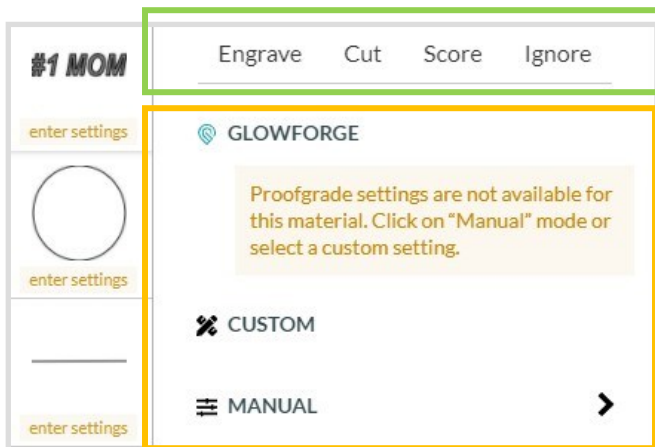 #1 MOM
enter settings
enter settings
enter settings
Engrave Cut Score Ignore
GLOWFORGE
Proofgrade settings are not available for
this material. Click on “Manual” mode or
select a custom setting.
CUSTOM
MANUAL